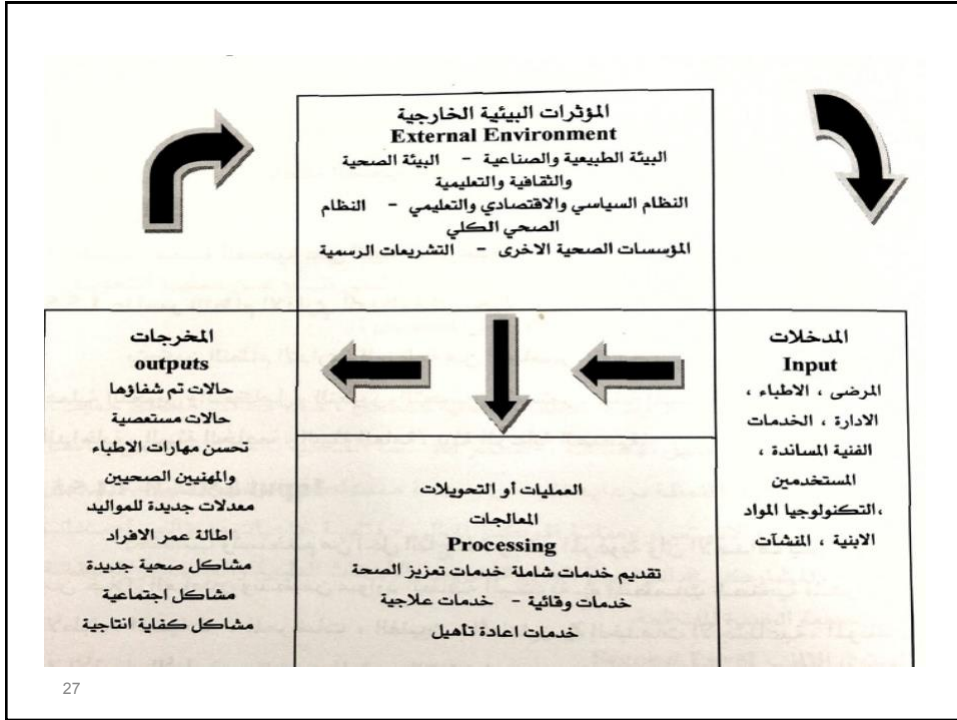 المؤثرات البيئية الخارجية
External Environment
البيئة الطبيعية والصناعية – البيئة الصحية
والثقافية والتعليمية
النظام السياسي والاقتصادي والتعليمي – النظام
الصحي الكلي
المؤسسات الصحية الاخرى – التشريعات الرسمية
المدخلات
Input
المرضى ، الاطباء ،
الادارة ، الخدمات
الفنية المساندة ،
المستخدمين
،التكنولوجيا المواد
الابنية ، المنشآت
العمليات أو التحويلات
المعالجات
Processing
تقديم خدمات شاملة خدمات تعزيز الصحة
خدمات وقائية – خدمات علاجية
خدمات اعادة تأهيل
المخرجات
outputs
حالات تم شفاؤها
حالات مستعصية
تحسن مهارات الاطباء
والمهنيين الصحيين
معدلات جديدة للمواليد
اطالة عمر الافراد
مشاكل صحية جديدة
مشاكل اجتماعية
مشاكل كفاية انتاجية
27